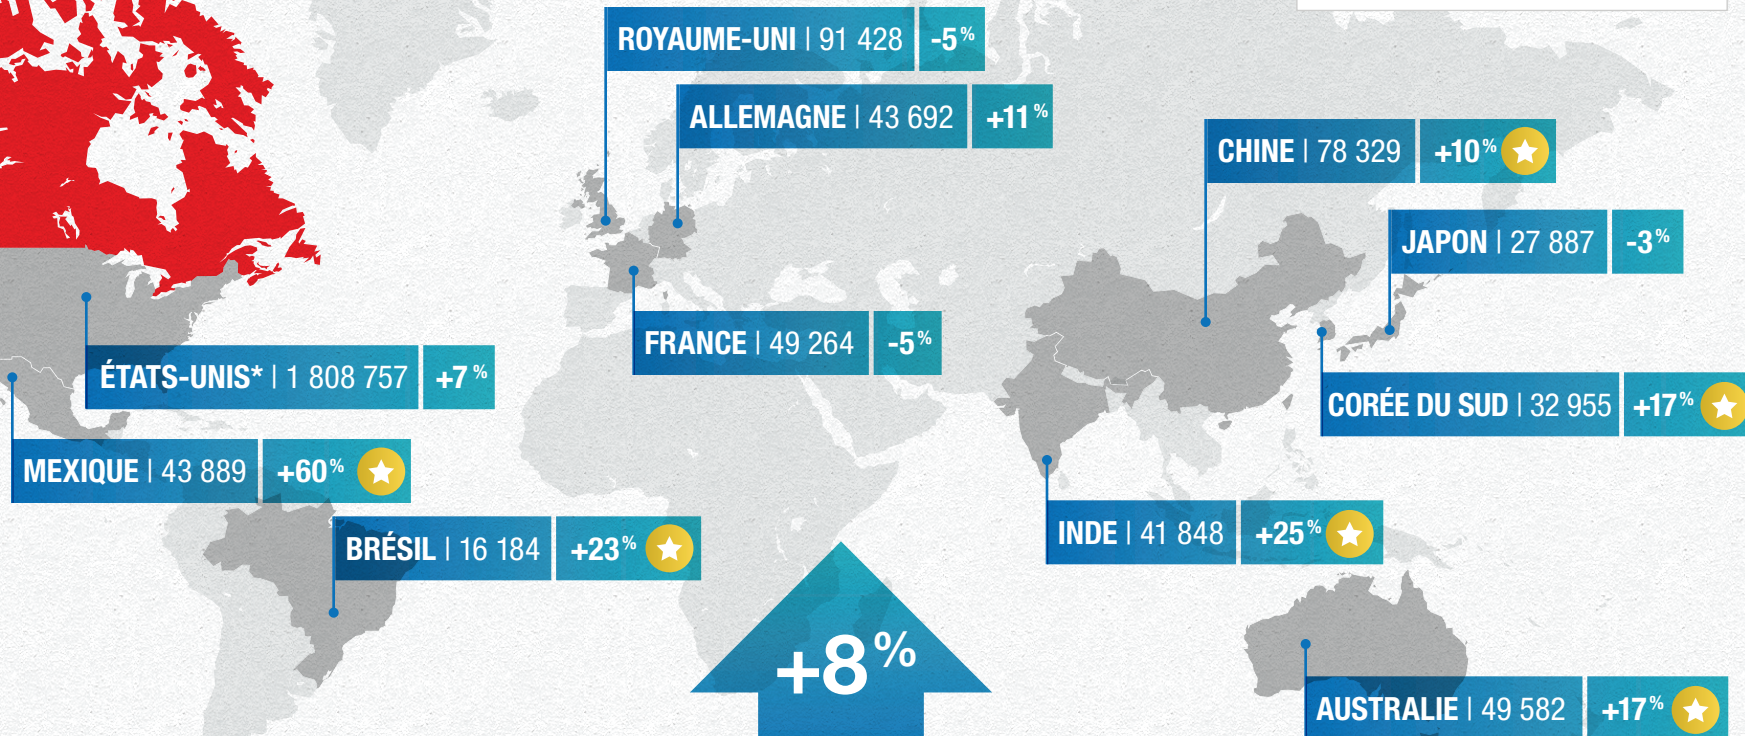 ROYAUME-UNI | 91 428 -5%
ALLEMAGNE | 43 692 +11%
CHINE | 78 329 +10%
JAPON | 27 887 -3%
FRANCE | 49 264 -5%
ÉTATS-UNIS* | 1 808 757 +7%
CORÉE DU SUD | 32 955 +17%
MEXIQUE | 43 889 +60%
BRÉSIL | 16 184 +23%
INDE | 41 848 +25%
+8%
AUSTRALIE | 49 582 +17%